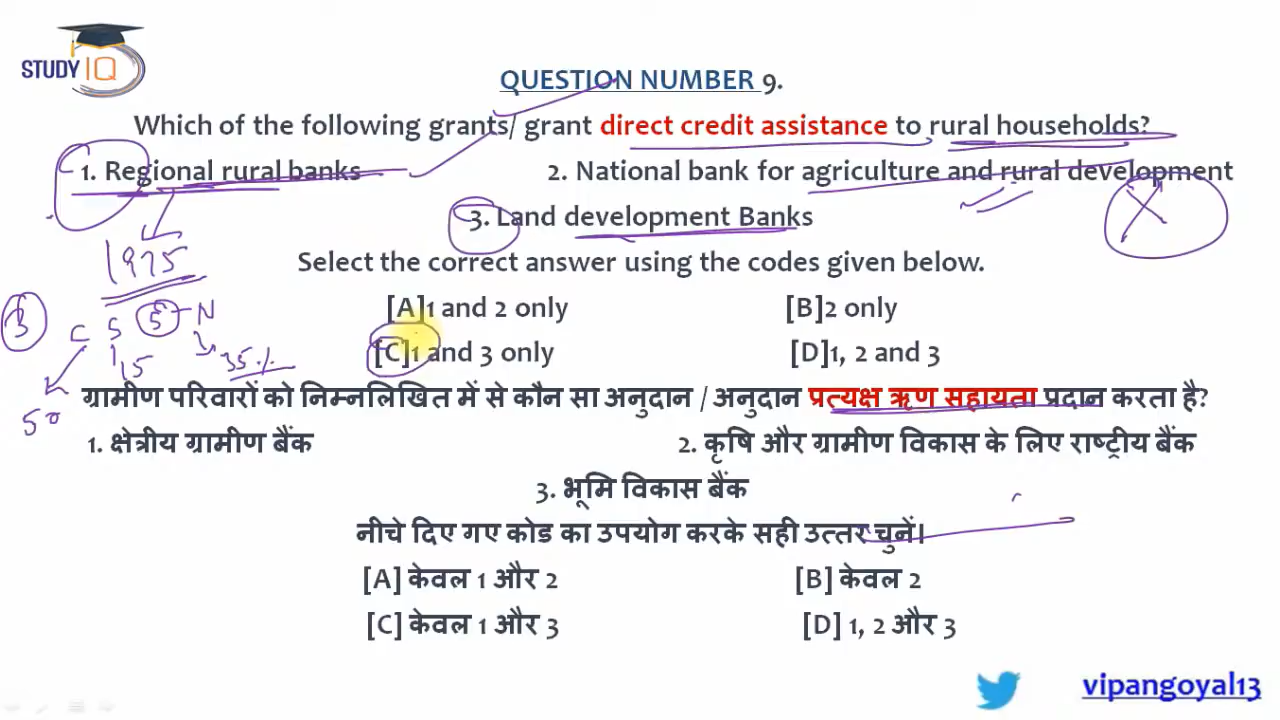 STUDY IQ
QUESTION NUMBER 9.
Which of the following grants/ grant direct credit assistance to rural households?
1. Regional rural banks 2. National bank for agriculture and rural development
3. Land development Banks
1975
Select the correct answer using the codes given below.
3
C S 5 N
[A]1 and 2 only [B]2 only
[C]1 and 3 only [D]1, 2 and 3
15 35%
50
ग्रामीण परिवारों को निम्नलिखित में से कौन सा अनुदान / अनुदान प्रत्यक्ष ऋण सहायता प्रदान करता है?
1. क्षेत्रीय ग्रामीण बैंक 2. कृषि और ग्रामीण विकास के लिए राष्ट्रीय बैंक
3. भूमि विकास बैंक
नीचे दिए गए कोड का उपयोग करके सही उत्तर चुनें।
[A] केवल 1 और 2 [B] केवल 2
[C] केवल 1 और 3 [D] 1, 2 और 3
vipangoyal13